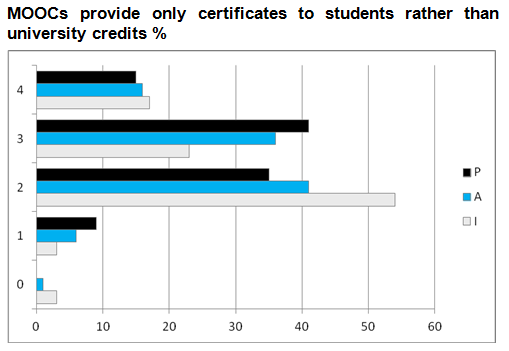 MOOCs provide only certificates to students rather than
university credits %
4
3
2
1
0
P
A
I
0 10 20 30 40 50 60